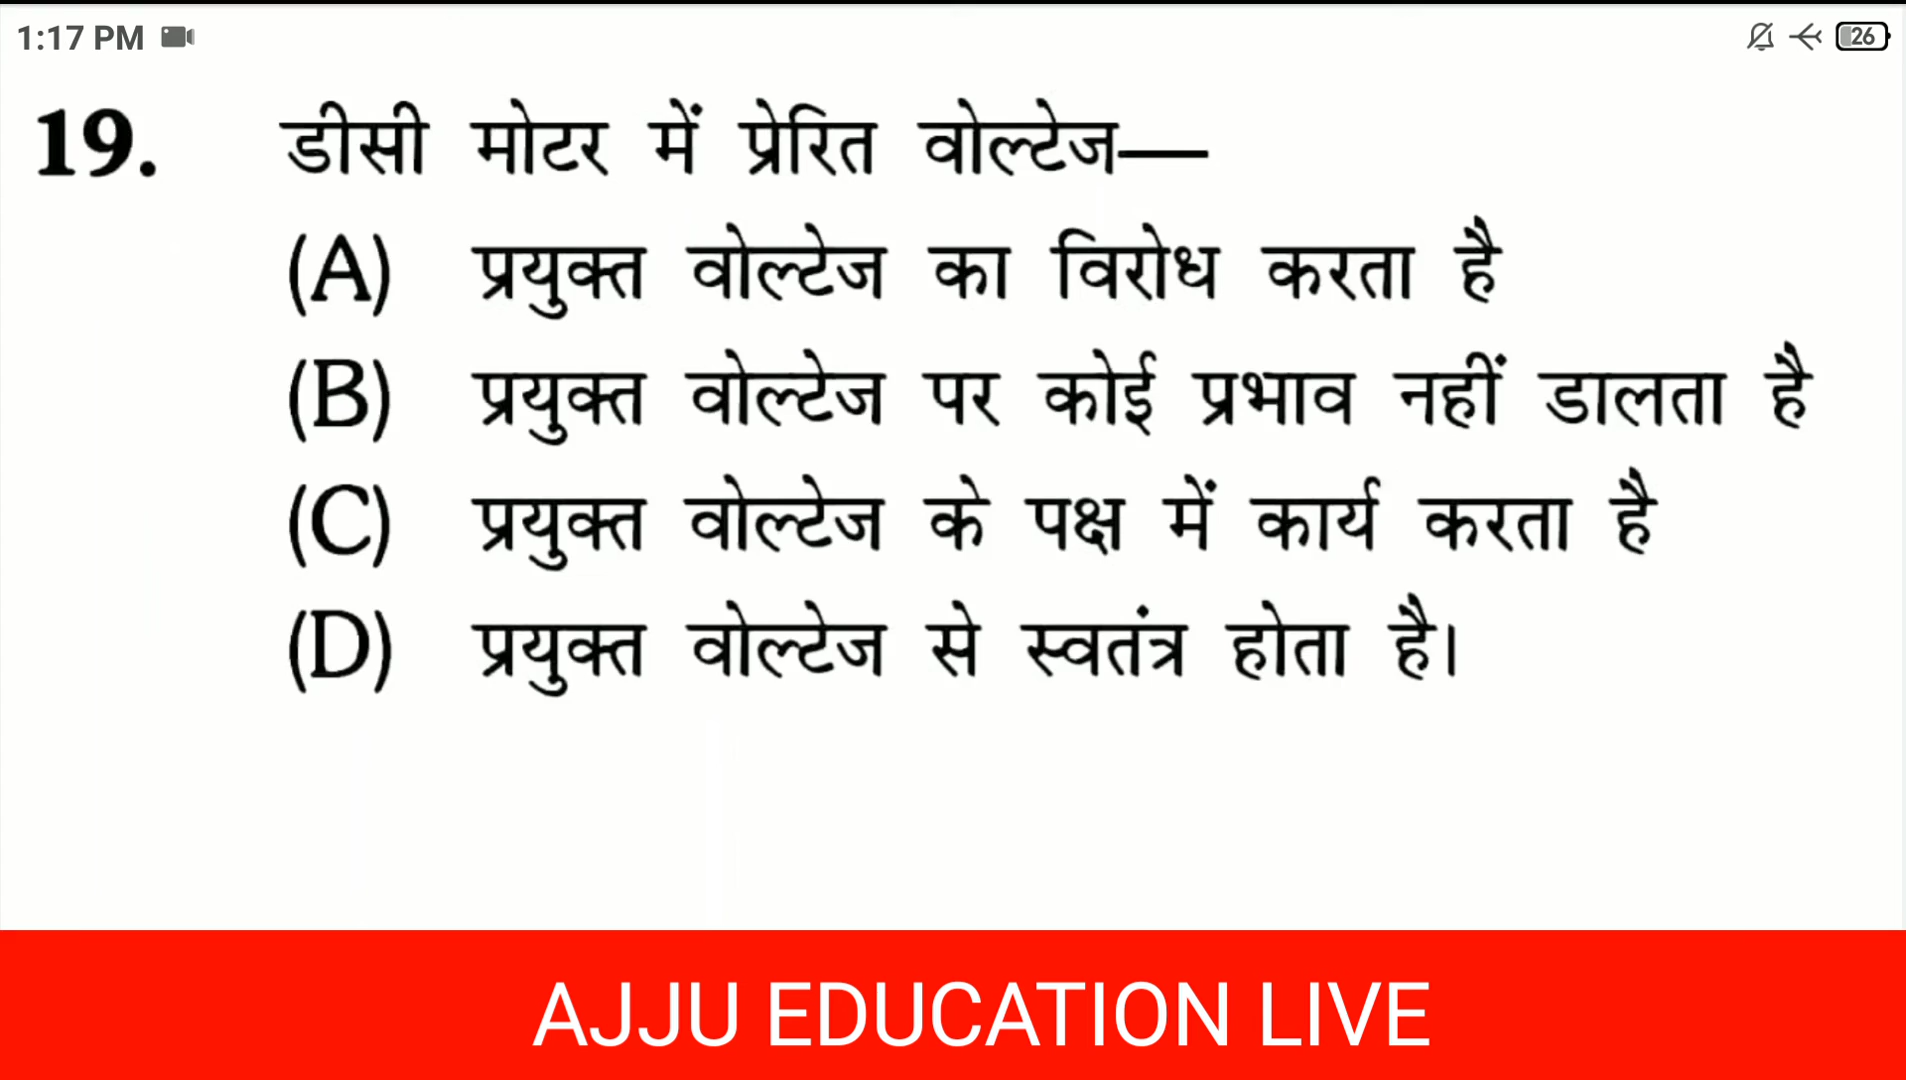 1:17 PM
26
19. डीसी मोटर में प्रेरित वोल्टेज—
(A) प्रयुक्त वोल्टेज का विरोध करता है
(B) प्रयुक्त वोल्टेज पर कोई प्रभाव नहीं डालता है
(C) प्रयुक्त वोल्टेज के पक्ष में कार्य करता है
(D) प्रयुक्त वोल्टेज से स्वतंत्र होता है।
AJJU EDUCATION LIVE